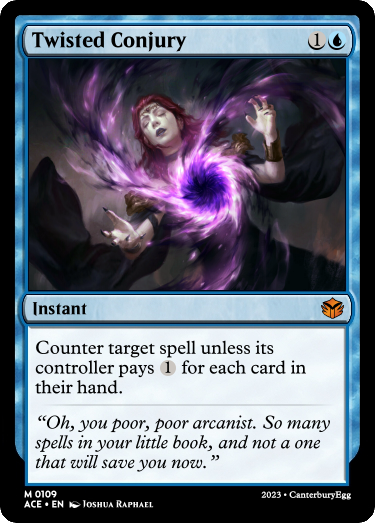 Twisted Conjury 1
Instant
Counter target spell unless its
controller pays 1 for each card in
their hand.
“Oh, you poor, poor arcanist. So many
spells in your little book, and not a one
that will save you now.”
M 0109
ACE • EN Joshua Raphael
2023 • CanterburyEgg